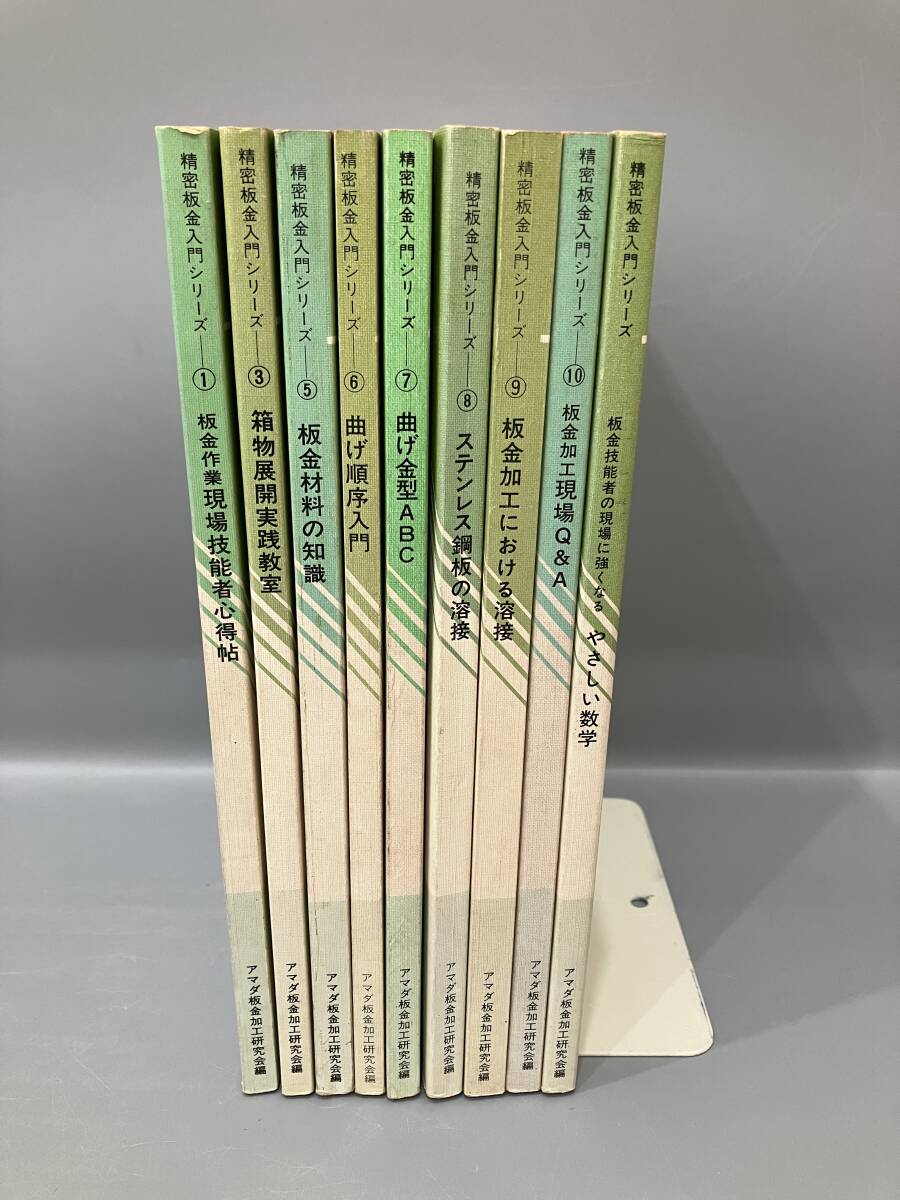 精密板金入門シリーズ──①
板金作業現場技能者心得帖
アマダ板金加工研究会編
精密板金入門シリーズ──③
箱物展開実践教室
アマダ板金加工研究会編
精密板金入門シリーズ──⑤
板金材料の知識
アマダ板金加工研究会編
精密板金入門シリーズ──⑥
曲げ順序入門
アマダ板金加工研究会編
精密板金入門シリーズ──⑦
曲げ金型ABC
アマダ板金加工研究会編
精密板金入門シリーズ──⑧
ステンレス鋼板の溶接
アマダ板金加工研究会編
精密板金入門シリーズ──⑨
板金加工における溶接
アマダ板金加工研究会編
精密板金入門シリーズ──⑩
板金加工現場Q&A
アマダ板金加工研究会編
精密板金入門シリーズ
板金技能者の現場に強くなる やさしい数学
アマダ板金加工研究会編